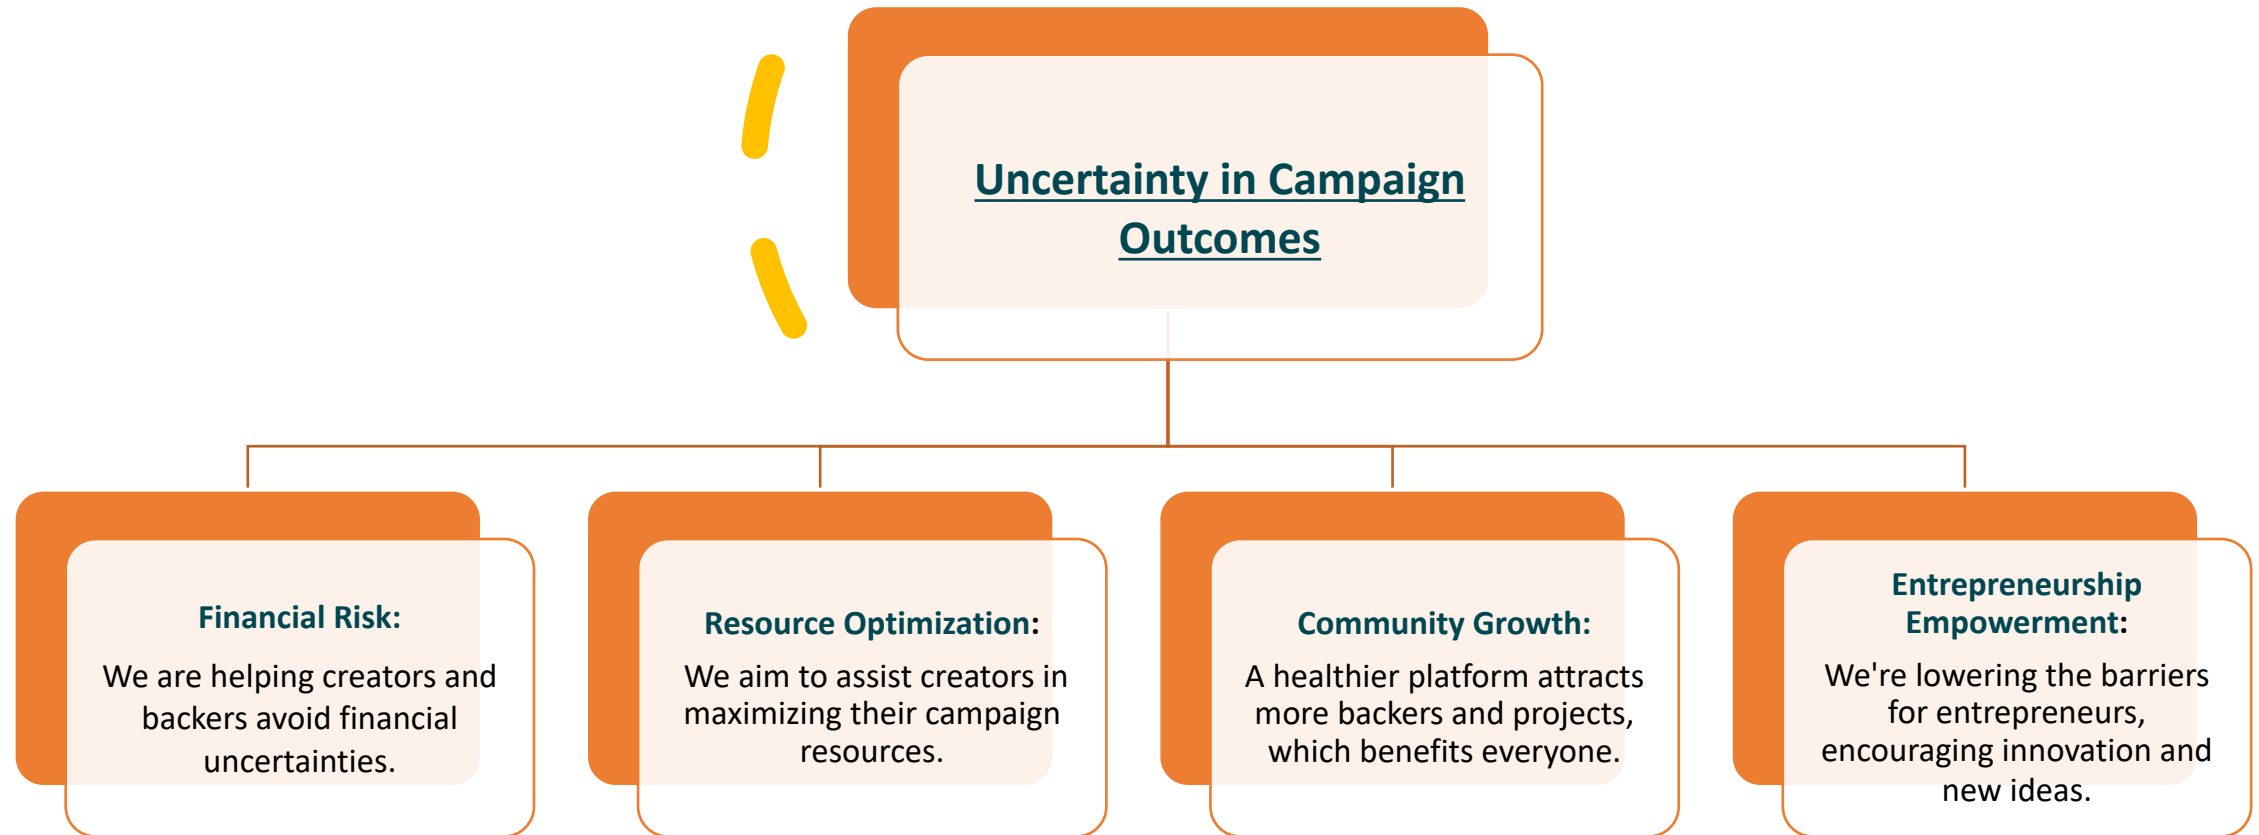 Uncertainty in Campaign
Outcomes
Financial Risk:
We are helping creators and
backers avoid financial
uncertainties.
Resource Optimization:
We aim to assist creators in
maximizing their campaign
resources.
Community Growth:
A healthier platform attracts
more backers and projects,
which benefits everyone.
Entrepreneurship
Empowerment:
We're lowering the barriers
for entrepreneurs,
encouraging innovation and
new ideas.